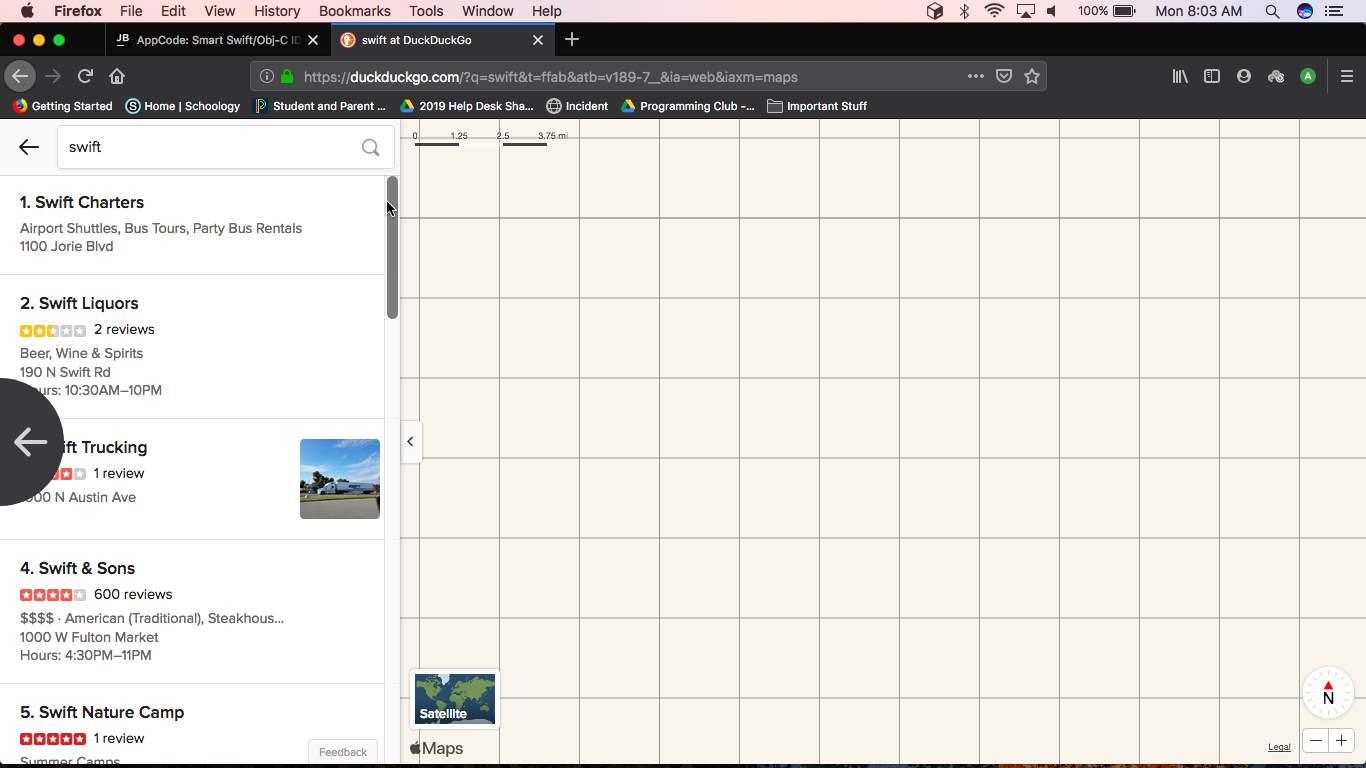 Firefox File Edit View History Bookmarks Tools Window Help 100% Mon 8:03 AM
JB AppCode: Smart Swift/Obj-C ID swift at DuckDuckGo
https://duckduckgo.com/?q=swift&t=ffab&atb=v189-7__&ia=web&iaxm=maps A
Getting Started S Home | Schoology Student and Parent ... 2019 Help Desk Sha... Incident Programming Club -... Important Stuff
swift
0 1.25 2.5 3.75 mi
1. Swift Charters
Airport Shuttles, Bus Tours, Party Bus Rentals
1100 Jorie Blvd
2. Swift Liquors
2 reviews
Beer, Wine & Spirits
190 N Swift Rd
urs: 10:30AM–10PM
ift Trucking
1 review
00 N Austin Ave
4. Swift & Sons
600 reviews
$$$$ · American (Traditional), Steakhous...
1000 W Fulton Market
Hours: 4:30PM–11PM
5. Swift Nature Camp
1 review
Summer Camps
Feedback
Satellite
Maps
N
Legal